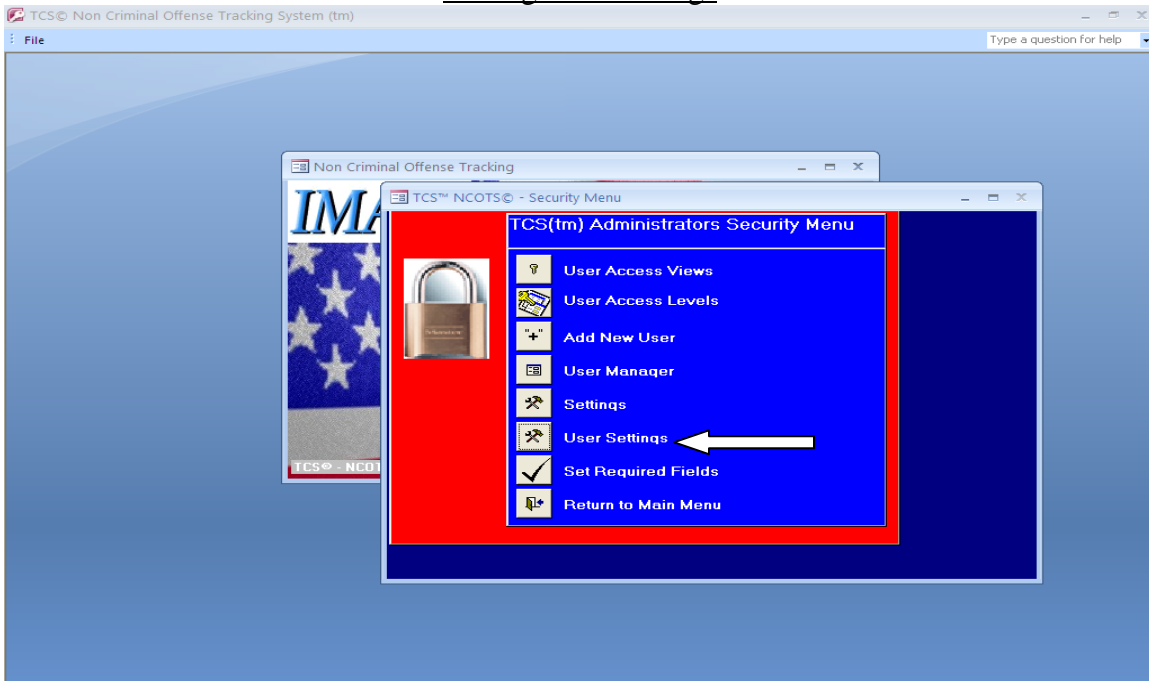 TCS© Non Criminal Offense Tracking System (tm)
File
Type a question for help
Non Criminal Offense Tracking
IMA
TCS™ NCOTS© - Security Menu
TCS(tm) Administrators Security Menu
User Access Views
User Access Levels
"+" Add New User
User Manager
Settings
User Settings
Set Required Fields
Return to Main Menu
TCS© - NCOT